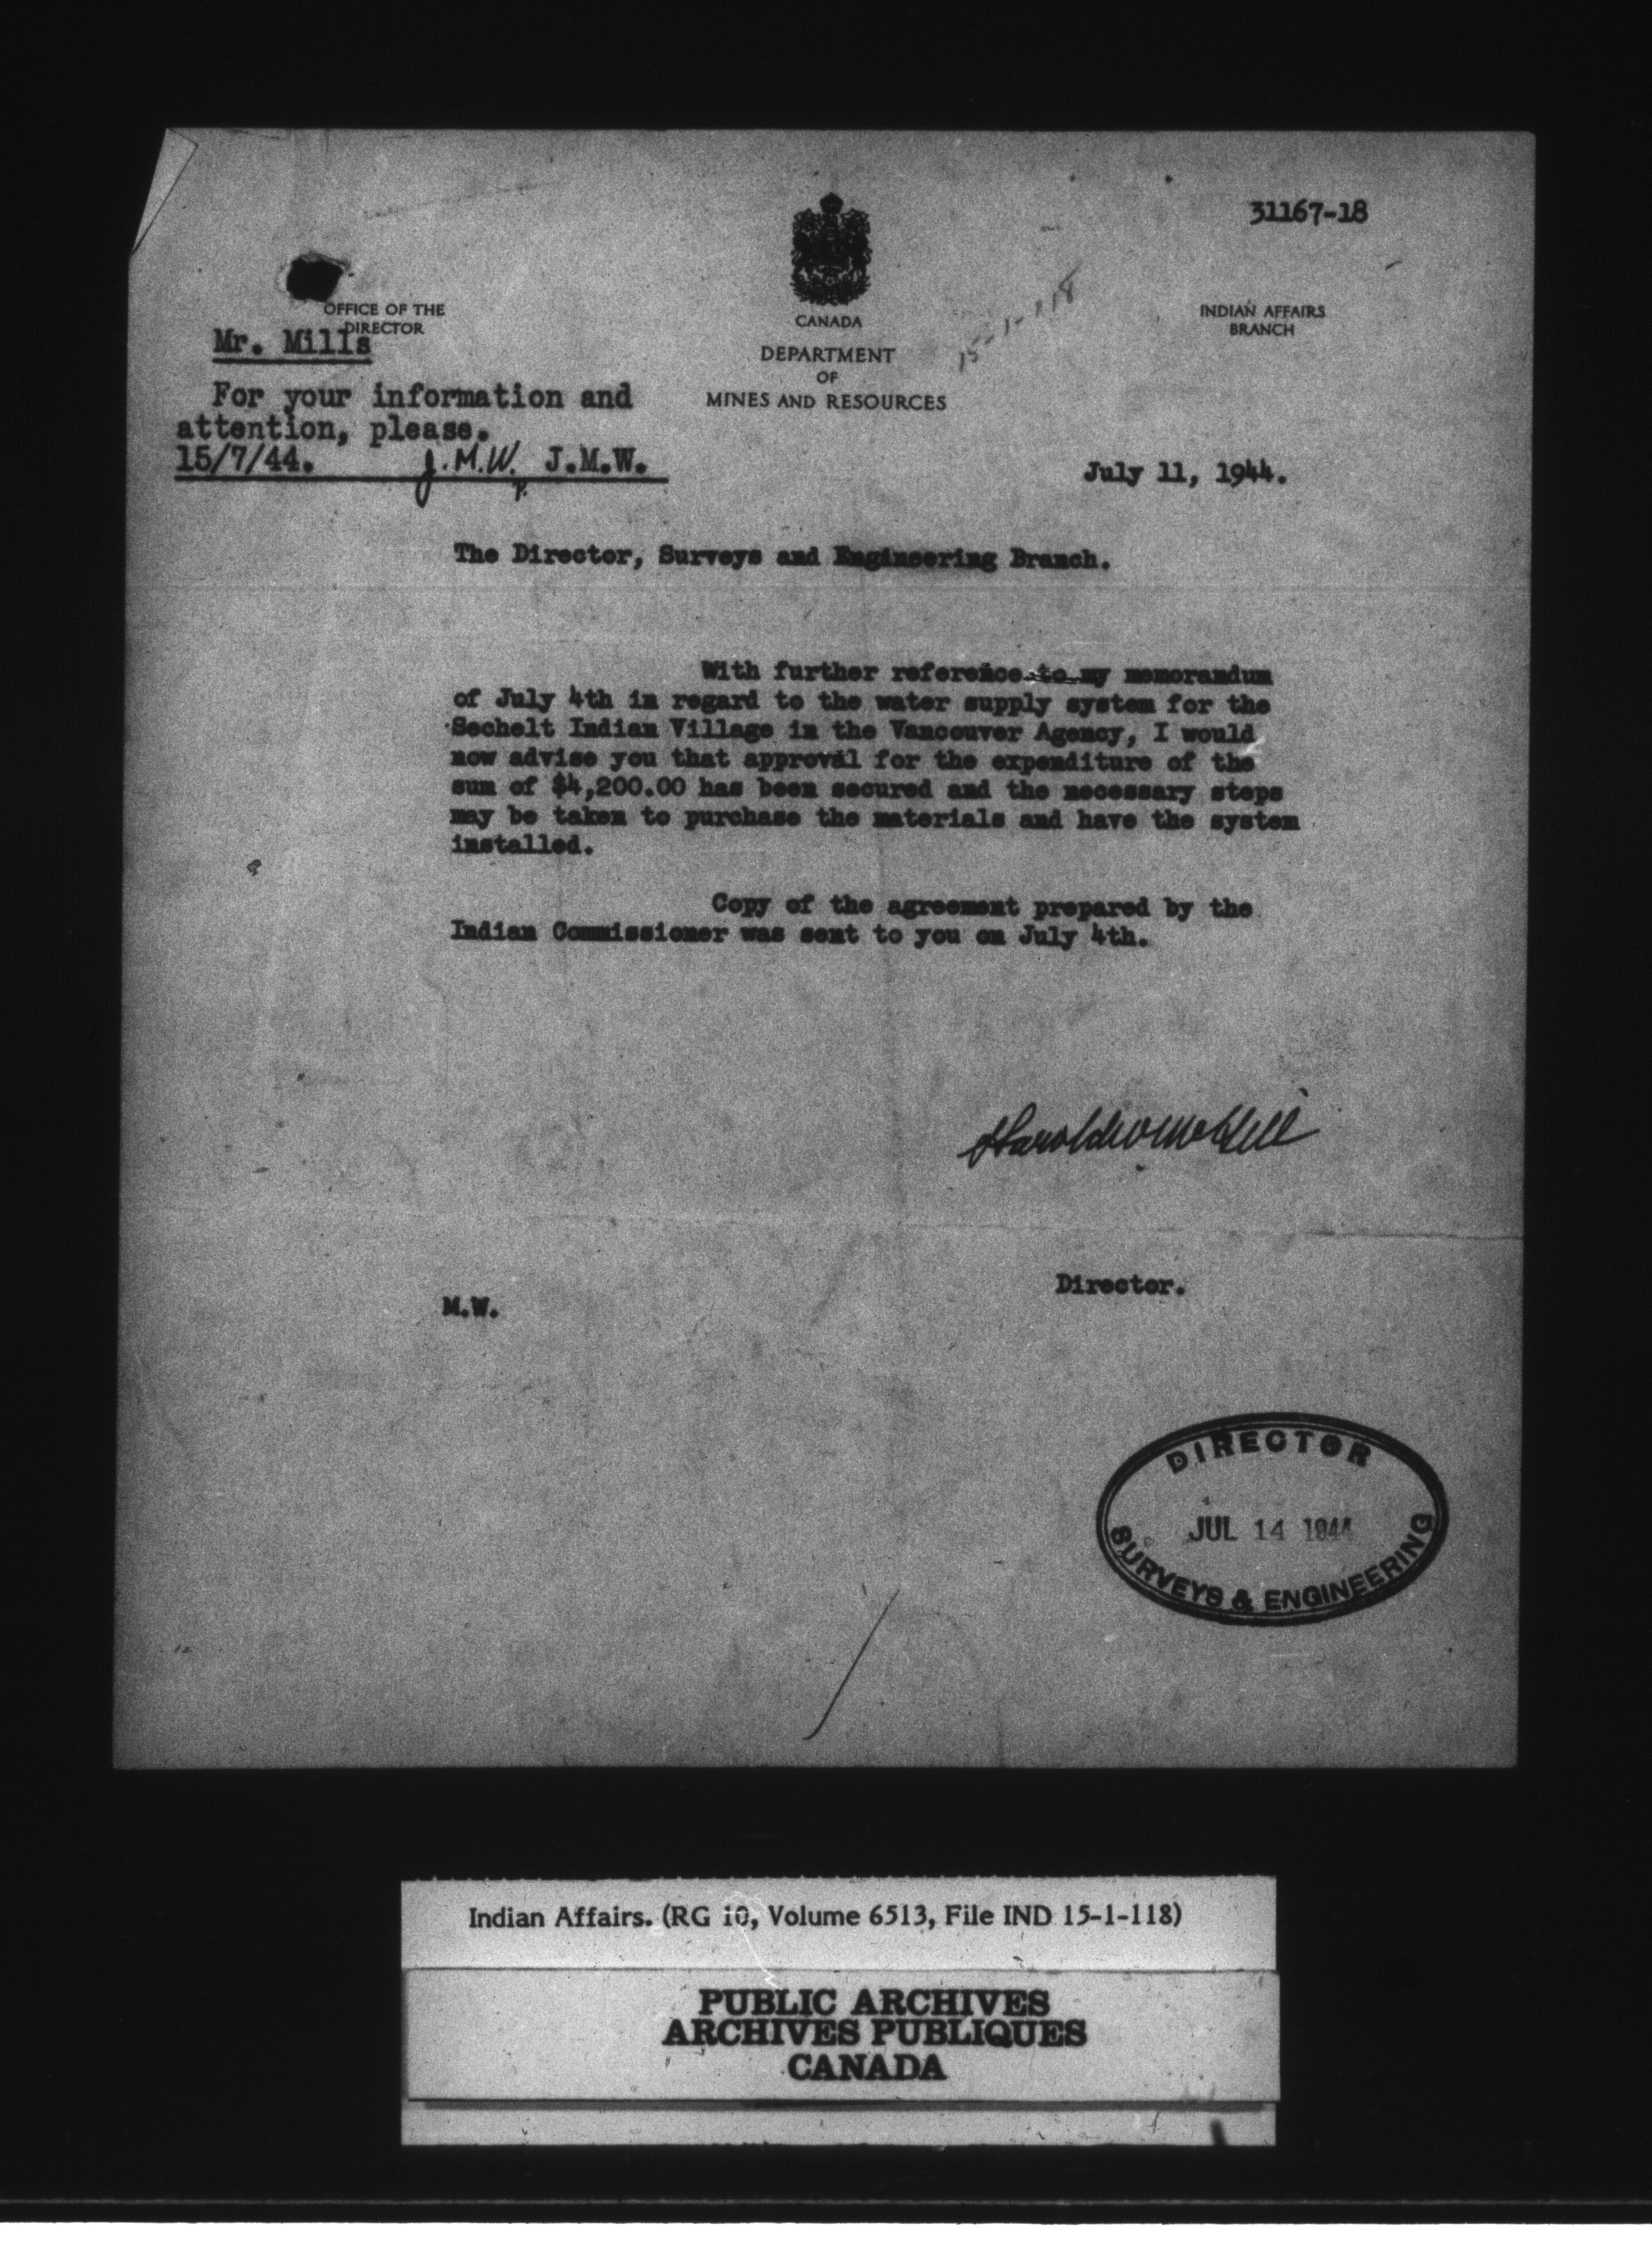 31167-18
OFFICE OF THE
DIRECTOR
CANADA
DEPARTMENT
OF
MINES AND RESOURCES
INDIAN AFFAIRS
BRANCH
15-1-118
Mr. Mills
For your information and
attention, please.
15/7/44. J.M.W. J.M.W.
July 11, 1944.
The Director, Surveys and Engineering Branch.
With further reference to my memorandum
of July 4th in regard to the water supply system for the
Sechelt Indian Village in the Vancouver Agency, I would
now advise you that approval for the expenditure of the
sum of $4,200.00 has been secured and the necessary steps
may be taken to purchase the materials and have the system
installed.
Copy of the agreement prepared by the
Indian Commissioner was sent to you on July 4th.
Director.
M.W.
DIRECTOR
JUL 14 1944
SURVEYS & ENGINEERING
Indian Affairs. (RG 10, Volume 6513, File IND 15-1-118)
PUBLIC ARCHIVES
ARCHIVES PUBLIQUES
CANADA